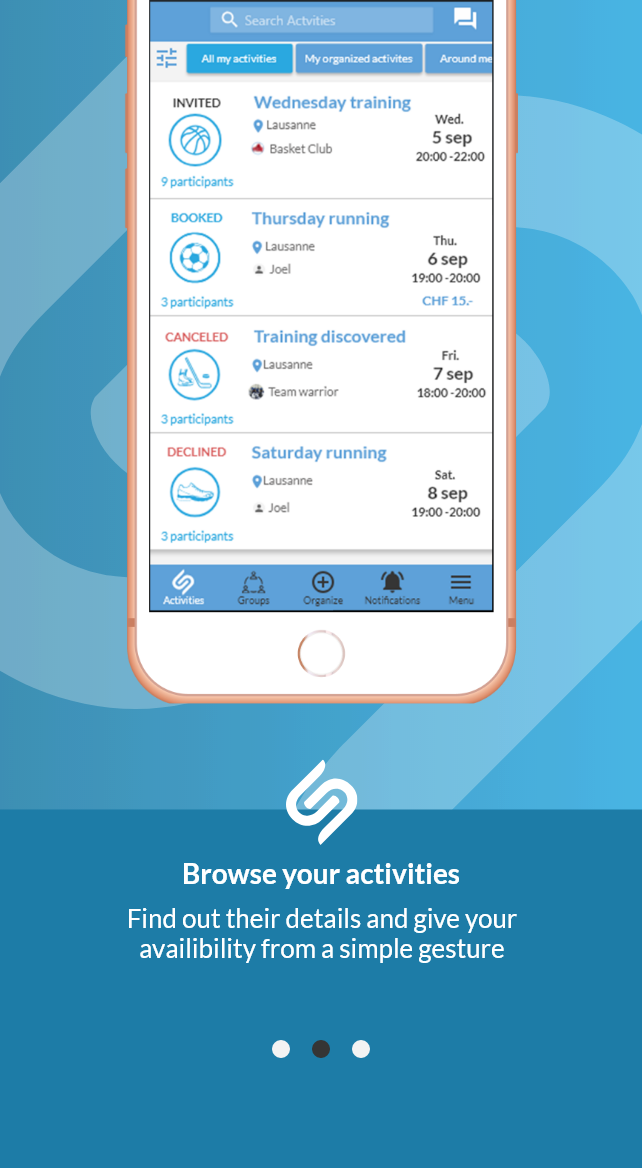 Search Actvities
All my activities
My organized activites
Around me
INVITED
Wednesday training
Lausanne
Basket Club
Wed.
5 sep
20:00 -22:00
9 participants
BOOKED
Thursday running
Lausanne
Joel
Thu.
6 sep
19:00 -20:00
CHF 15.-
3 participants
CANCELED
Training discovered
Lausanne
Team warrior
Fri.
7 sep
18:00 -20:00
3 participants
DECLINED
Saturday running
Lausanne
Joel
Sat.
8 sep
19:00 -20:00
3 participants
Activities
Groups
Organize
Notifications
Menu
Browse your activities
Find out their details and give your
availibility from a simple gesture